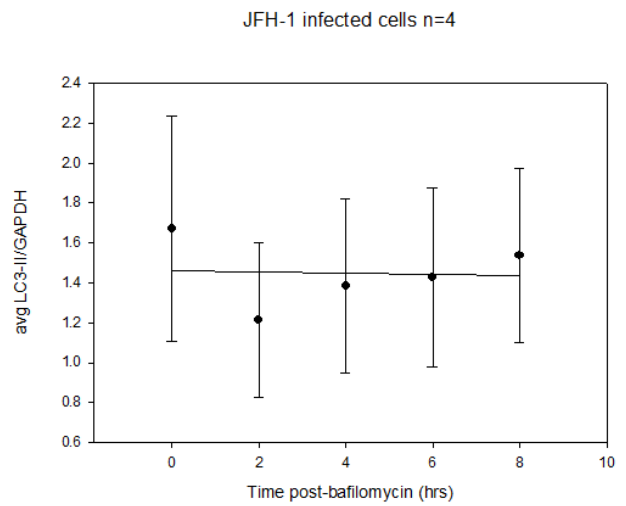 JFH-1 infected cells n=4
avg LC3-II/GAPDH
2.4
2.2
2.0
1.8
1.6
1.4
1.2
1.0
0.8
0.6
0 2 4 6 8 10
Time post-bafilomycin (hrs)